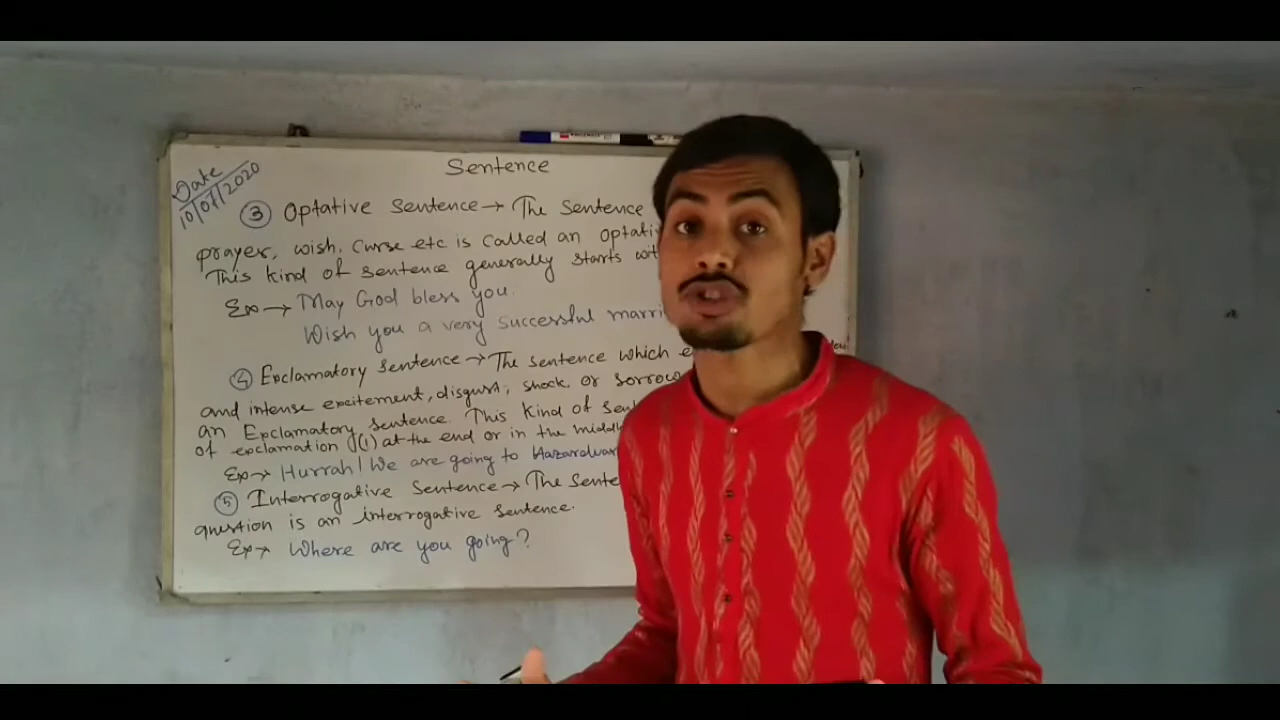 Sentence
Date
10/07/2020
③ Optative Sentence → The Sentence
prayer, wish, curse etc is called an optati
This kind of sentence generally starts wit
Ex → May God bless you.
Wish you a very successful marri
④ Exclamatory sentence → The sentence which e
and intense excitement, disgust, shock, or sorrow
an Exclamatory sentence. This kind of sent
of exclamation (!) at the end or in the middl
Ex → Hurrah! We are going to Hazarduar
⑤ Interrogative Sentence → The Sente
question is an interrogative sentence.
Ex → Where are you going?